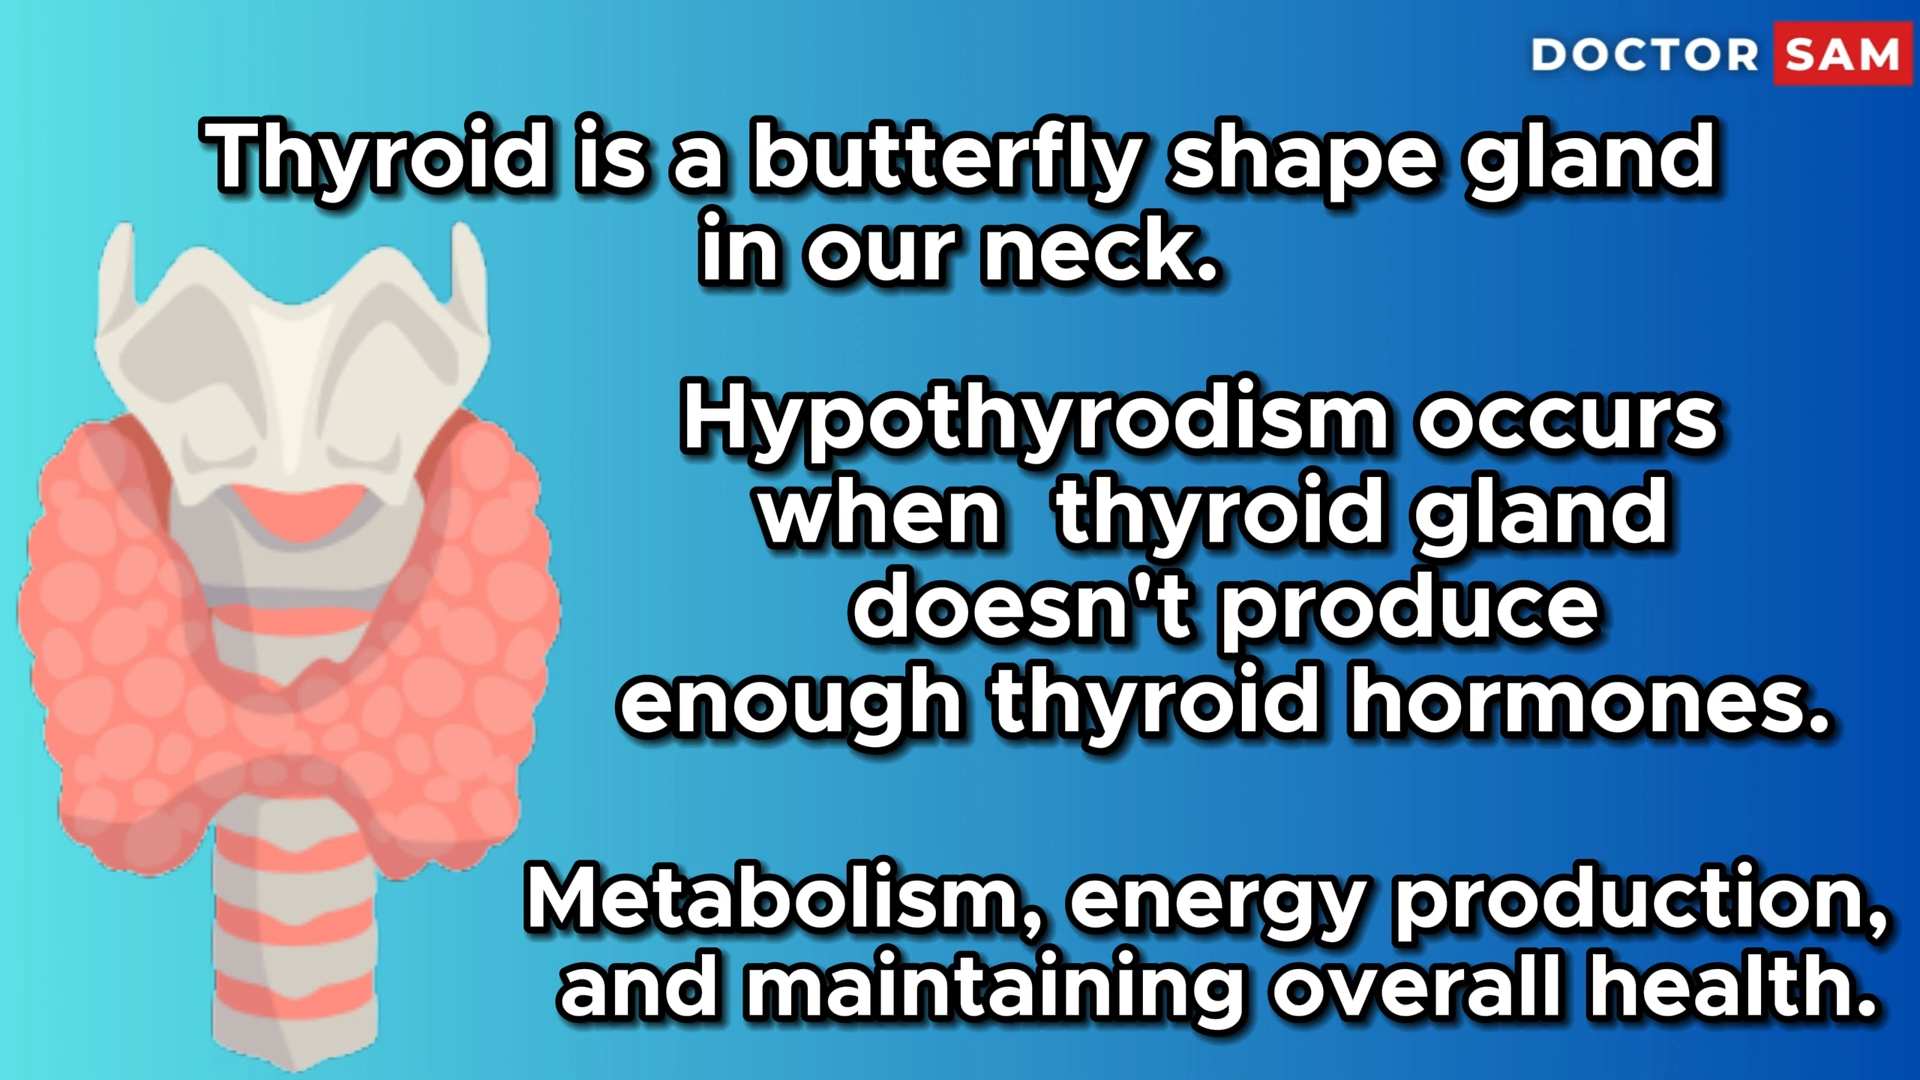 DOCTOR SAM
Thyroid is a butterfly shape gland
in our neck.
Hypothyrodism occurs
when thyroid gland
doesn't produce
enough thyroid hormones.
Metabolism, energy production,
and maintaining overall health.